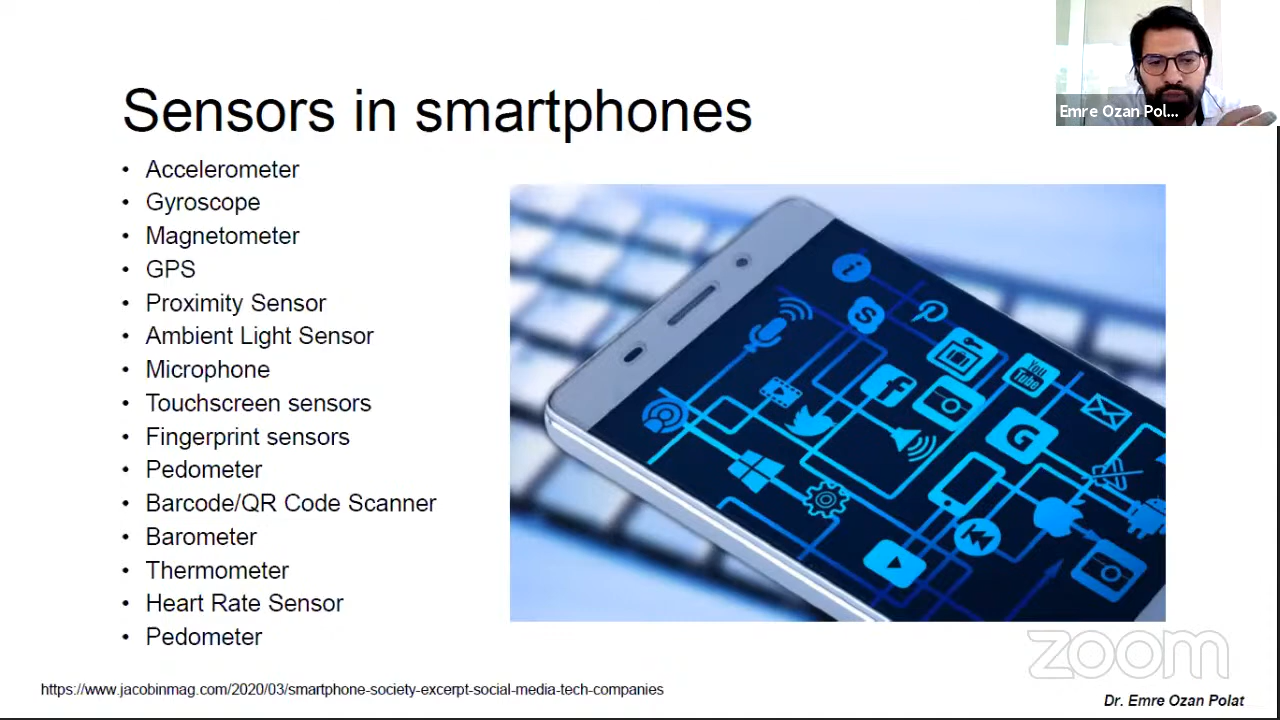 Emre Ozan Pol...
Sensors in smartphones
• Accelerometer
• Gyroscope
• Magnetometer
• GPS
• Proximity Sensor
• Ambient Light Sensor
• Microphone
• Touchscreen sensors
• Fingerprint sensors
• Pedometer
• Barcode/QR Code Scanner
• Barometer
• Thermometer
• Heart Rate Sensor
• Pedometer
i
S
You
Tube
f
G
zoom
https://www.jacobinmag.com/2020/03/smartphone-society-excerpt-social-media-tech-companies
Dr. Emre Ozan Polat